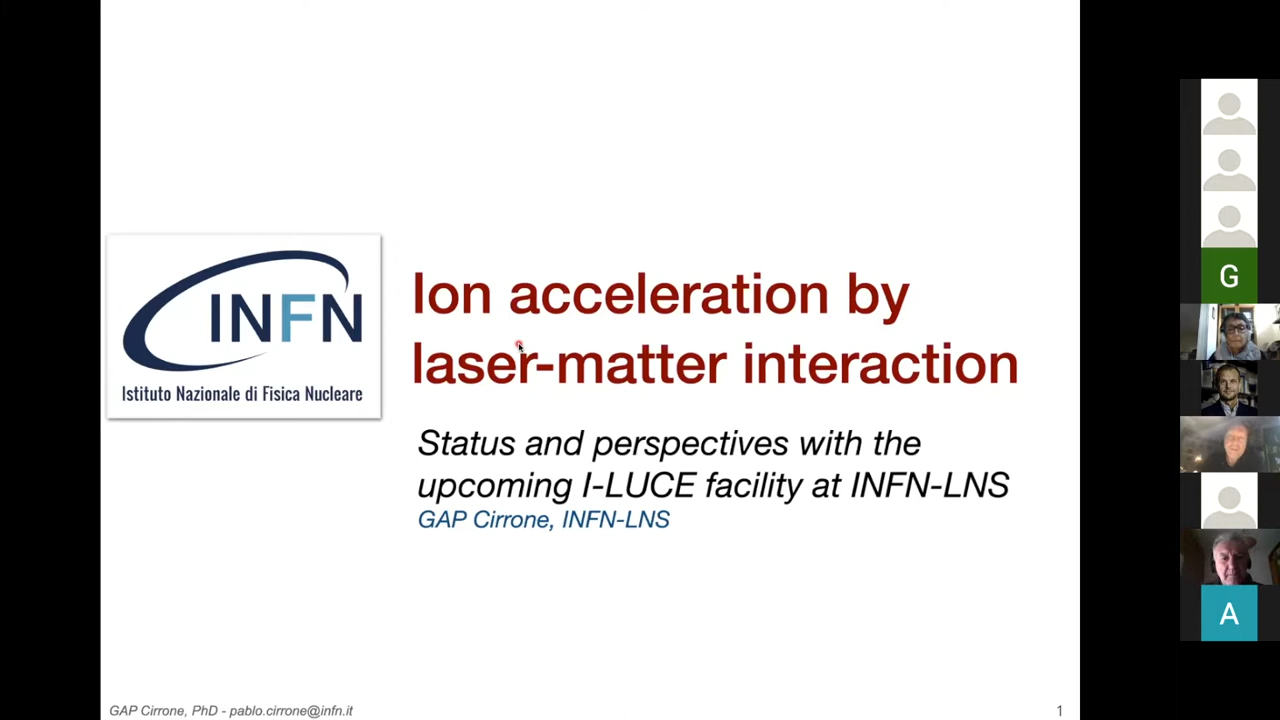 INFN
Istituto Nazionale di Fisica Nucleare
Ion acceleration by
laser-matter interaction
Status and perspectives with the
upcoming I-LUCE facility at INFN-LNS
GAP Cirrone, INFN-LNS
GAP Cirrone, PhD - pablo.cirrone@infn.it
1
G
A